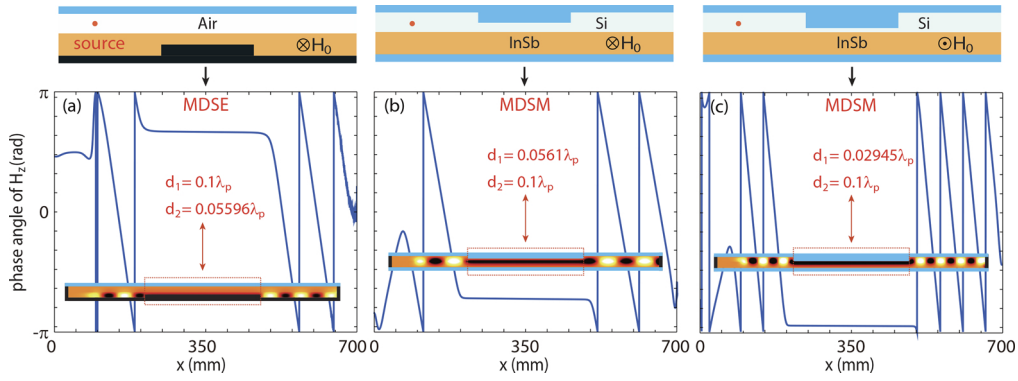 Air
source
⊗H₀
Si
InSb
⊗H₀
Si
InSb
⊙H₀
phase angle of Hz(rad)
π
0
-π
(a)
MDSE
d₁ = 0.1λₚ
d₂ = 0.05596λₚ
0
350
700
x (mm)
(b)
MDSM
d₁ = 0.0561λₚ
d₂ = 0.1λₚ
0
350
700
x (mm)
(c)
MDSM
d₁ = 0.02945λₚ
d₂ = 0.1λₚ
0
350
700
x (mm)